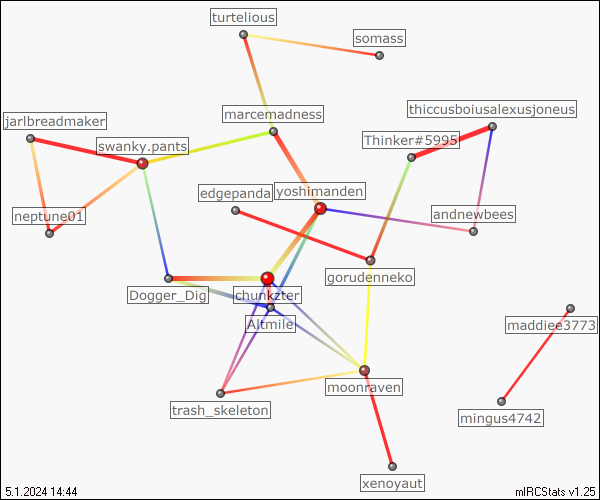 turtelious
somass
marcemadness
thiccusboiusalexusjoneus
jarlbreadmaker
Thinker#5995
swanky.pants
edgepanda
yoshimanden
neptune01
andnewbees
gorudenneko
Dogger_Dig
chunkzter
Altmile
maddiee3773
moonraven
trash_skeleton
mingus4742
xenoyaut
5.1.2024 14:44
mIRCStats v1.25